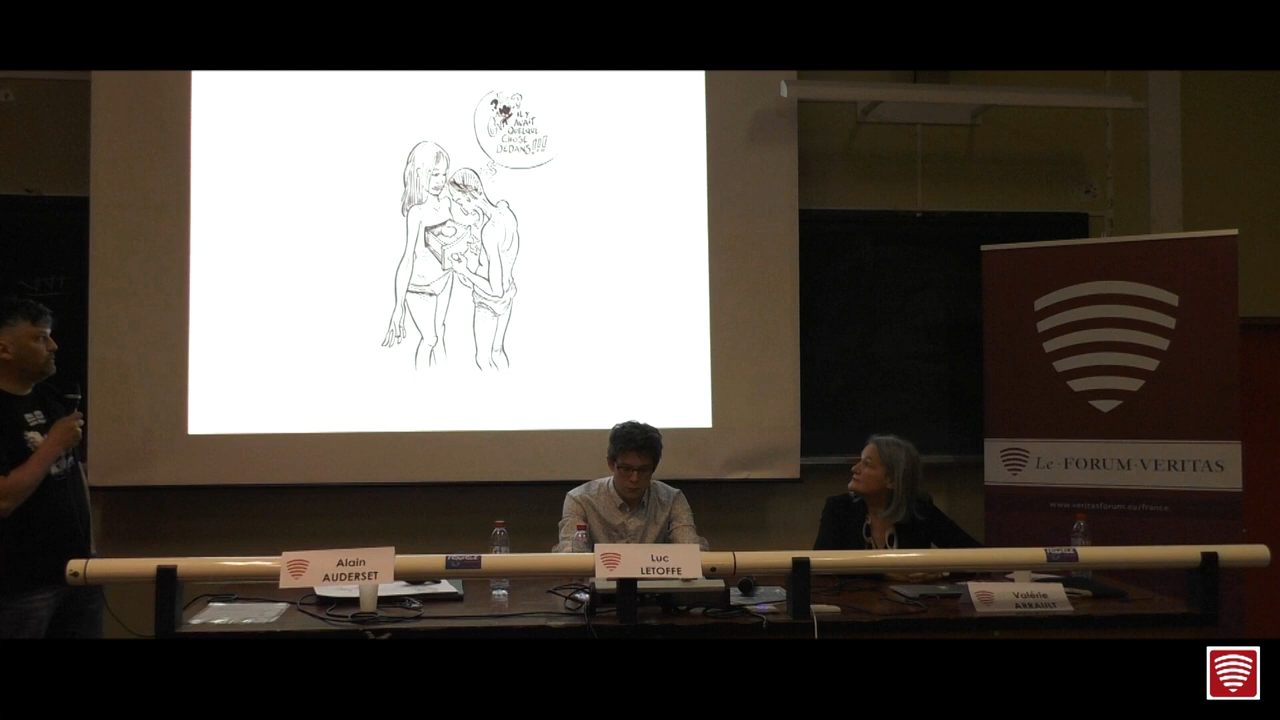 IL Y
AVAIT
QUELQUE
CHOSE
DEDANS!!!
Le·FORUM·VERITAS
www.veritasforum.eu/france
Alain
AUDERSET
Luc
LETOFFE
Valérie
ARRAULT